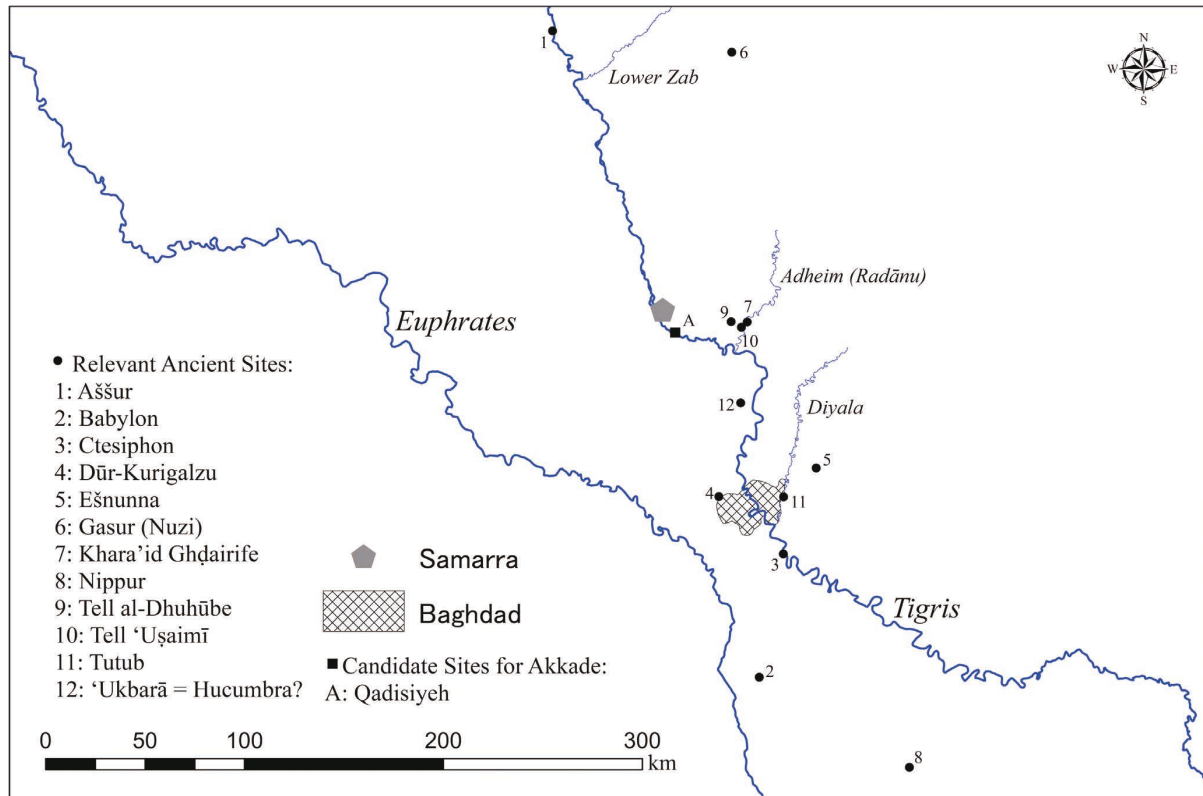 N
W E
S
1
6
Lower Zab
Adheim (Radānu)
9 7
A
10
Euphrates
12
Diyala
5
4
11
3
Tigris
2
8
Relevant Ancient Sites:
1: Aššur
2: Babylon
3: Ctesiphon
4: Dūr-Kurigalzu
5: Ešnunna
6: Gasur (Nuzi)
7: Khara’id Ghḍairife
8: Nippur
9: Tell al-Dhuhūbe
10: Tell ‘Uṣaimī
11: Tutub
12: ‘Ukbarā = Hucumbra?
Samarra
Baghdad
Candidate Sites for Akkade:
A: Qadisiyeh
0 50 100 200 300
km